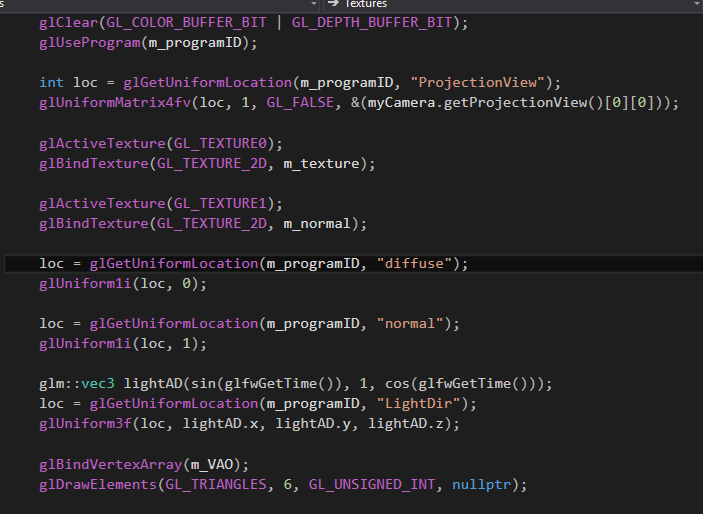 s
Textures
glClear(GL_COLOR_BUFFER_BIT | GL_DEPTH_BUFFER_BIT);
glUseProgram(m_programID);
int loc = glGetUniformLocation(m_programID, "ProjectionView");
glUniformMatrix4fv(loc, 1, GL_FALSE, &(myCamera.getProjectionView()[0][0]));
glActiveTexture(GL_TEXTURE0);
glBindTexture(GL_TEXTURE_2D, m_texture);
glActiveTexture(GL_TEXTURE1);
glBindTexture(GL_TEXTURE_2D, m_normal);
loc = glGetUniformLocation(m_programID, "diffuse");
glUniform1i(loc, 0);
loc = glGetUniformLocation(m_programID, "normal");
glUniform1i(loc, 1);
glm::vec3 lightAD(sin(glfwGetTime()), 1, cos(glfwGetTime()));
loc = glGetUniformLocation(m_programID, "LightDir");
glUniform3f(loc, lightAD.x, lightAD.y, lightAD.z);
glBindVertexArray(m_VAO);
glDrawElements(GL_TRIANGLES, 6, GL_UNSIGNED_INT, nullptr);